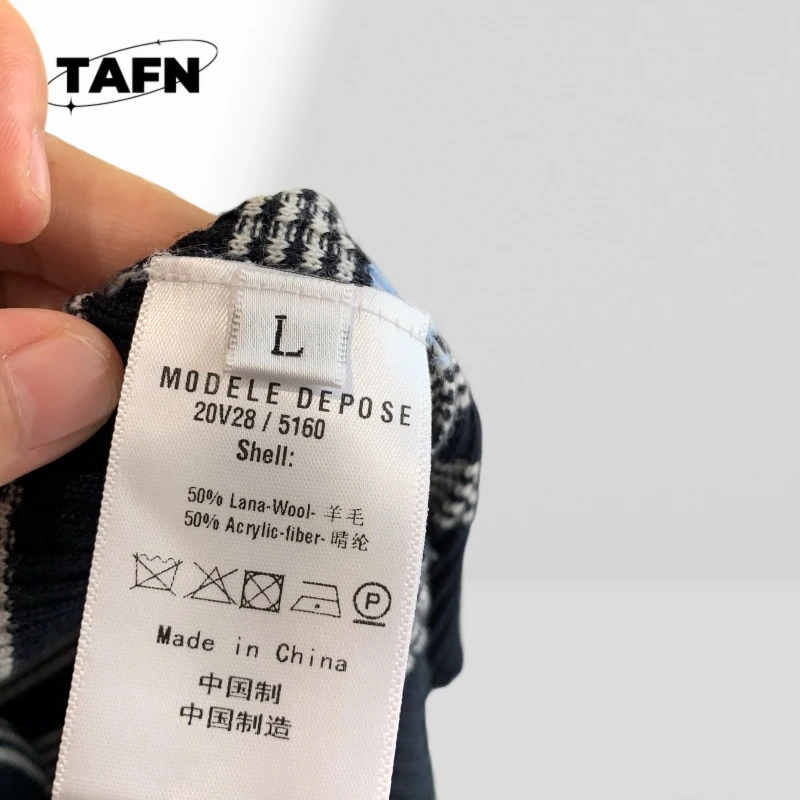 TAFN
L
MODELE DEPOSE
20V28 / 5160
Shell:
50% Lana-Wool- 羊毛
50% Acrylic-fiber- 晴纶
P
Made in China
中国制
中国制造